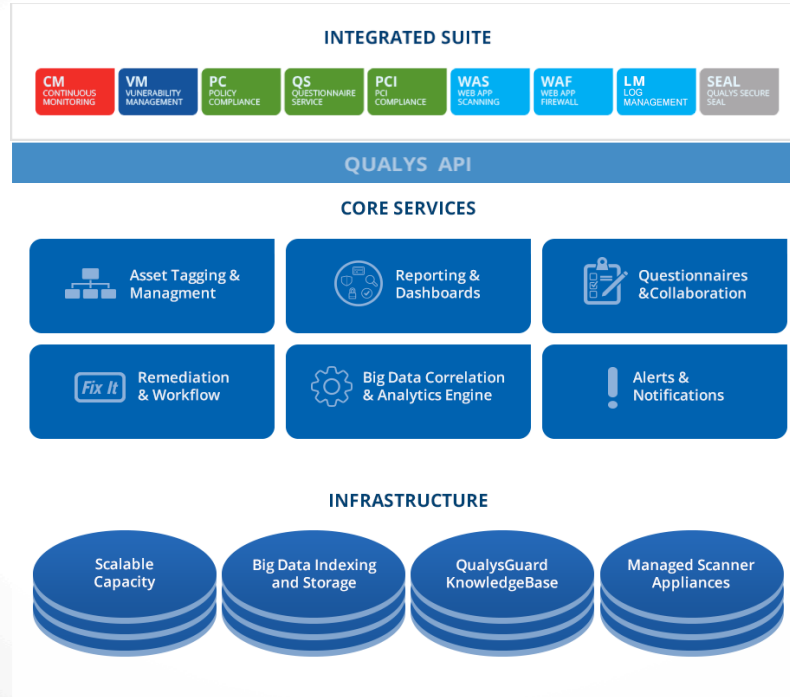 INTEGRATED SUITE
CM
CONTINUOUS
MONITORING
VM
VUNERABILITY
MANAGEMENT
PC
POLICY
COMPLIANCE
QS
QUESTIONNAIRE
SERVICE
PCI
PCI
COMPLIANCE
WAS
WEB APP
SCANNING
WAF
WEB APP
FIREWALL
LM
LOG
MANAGEMENT
SEAL
QUALYS SECURE
SEAL
QUALYS API
CORE SERVICES
Asset Tagging &
Managment
Reporting &
Dashboards
Questionnaires
&Collaboration
Fix It
Remediation
& Workflow
Big Data Correlation
& Analytics Engine
Alerts &
Notifications
INFRASTRUCTURE
Scalable
Capacity
Big Data Indexing
and Storage
QualysGuard
KnowledgeBase
Managed Scanner
Appliances